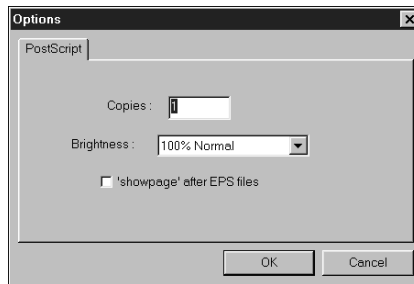 Options
PostScript
Copies : 1
Brightness : 100% Normal
'showpage' after EPS files
OK Cancel